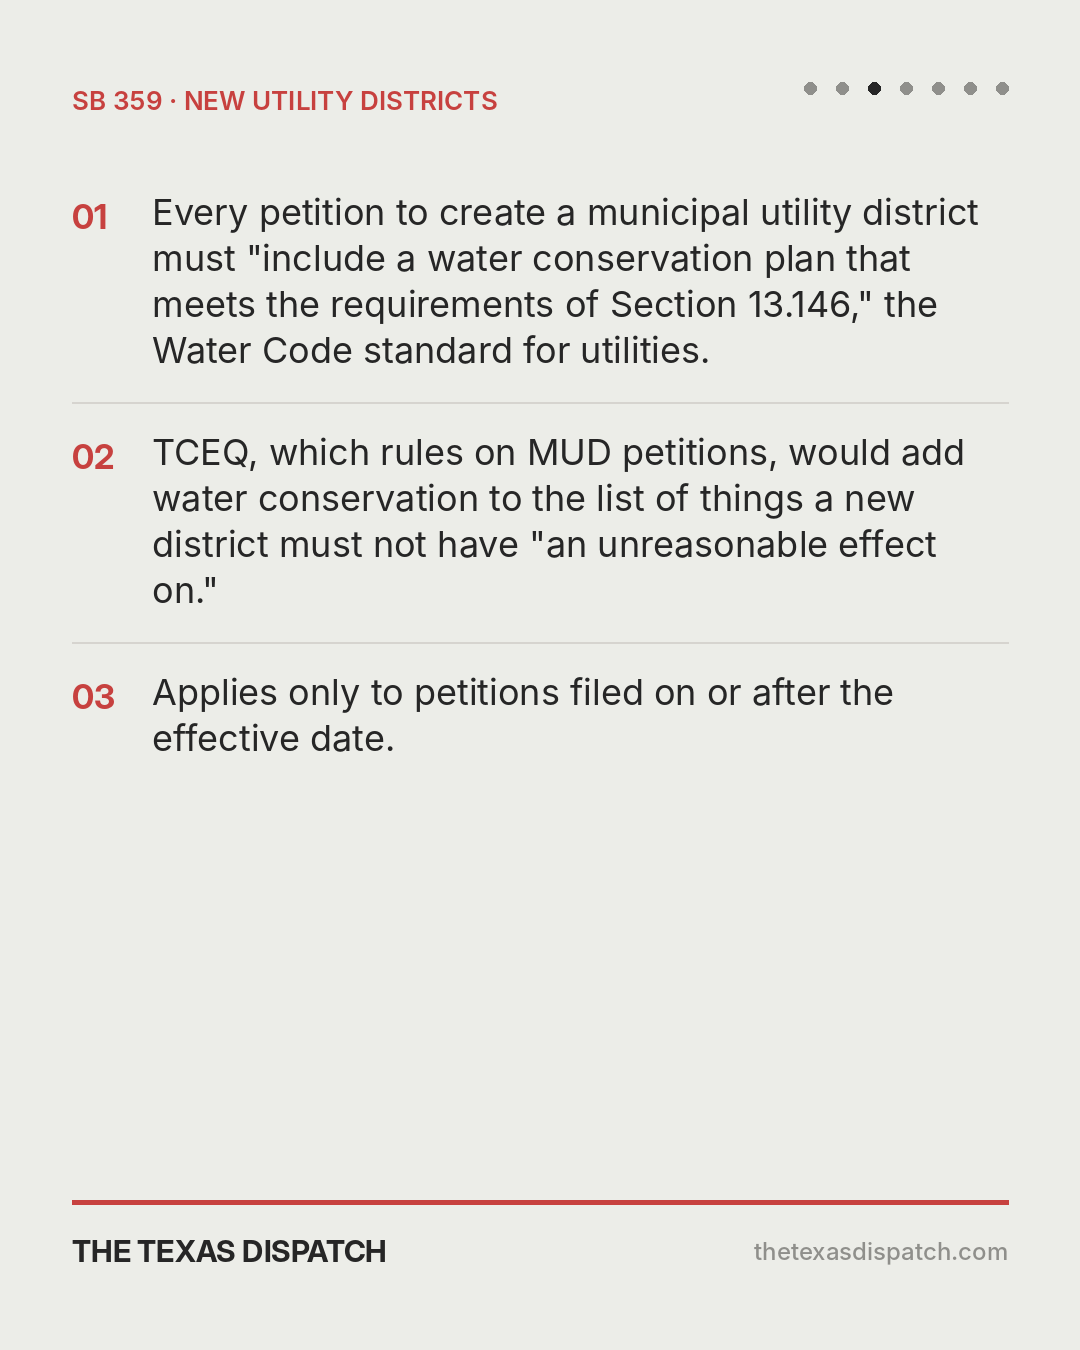 SB 359 · NEW UTILITY DISTRICTS
01
Every petition to create a municipal utility district
must "include a water conservation plan that
meets the requirements of Section 13.146," the
Water Code standard for utilities.
02
TCEQ, which rules on MUD petitions, would add
water conservation to the list of things a new
district must not have "an unreasonable effect
on."
03
Applies only to petitions filed on or after the
effective date.
THE TEXAS DISPATCH
thetexasdispatch.com